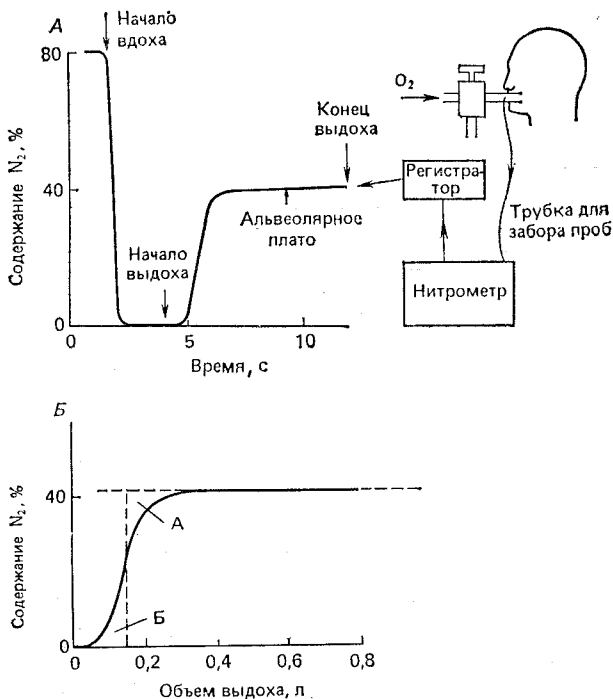 А
Начало
вдоха
80
40
0
Содержание N₂, %
0
5
10
Время, с
Начало
выдоха
Альвеолярное
плато
Конец
выдоха
O₂
Регистра-
тор
Трубка для
забора проб
Нитрометр
Б
40
0
Содержание N₂, %
А
Б
0
0,2
0,4
0,6
0,8
Объем выдоха, л